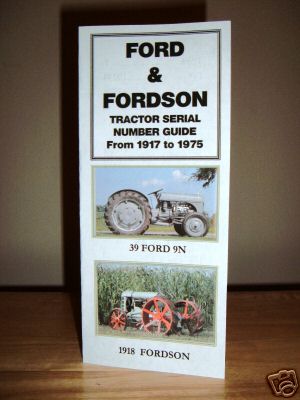 FORD
&
FORDSON
TRACTOR SERIAL
NUMBER GUIDE
From 1917 to 1975
39 FORD 9N
1918 FORDSON